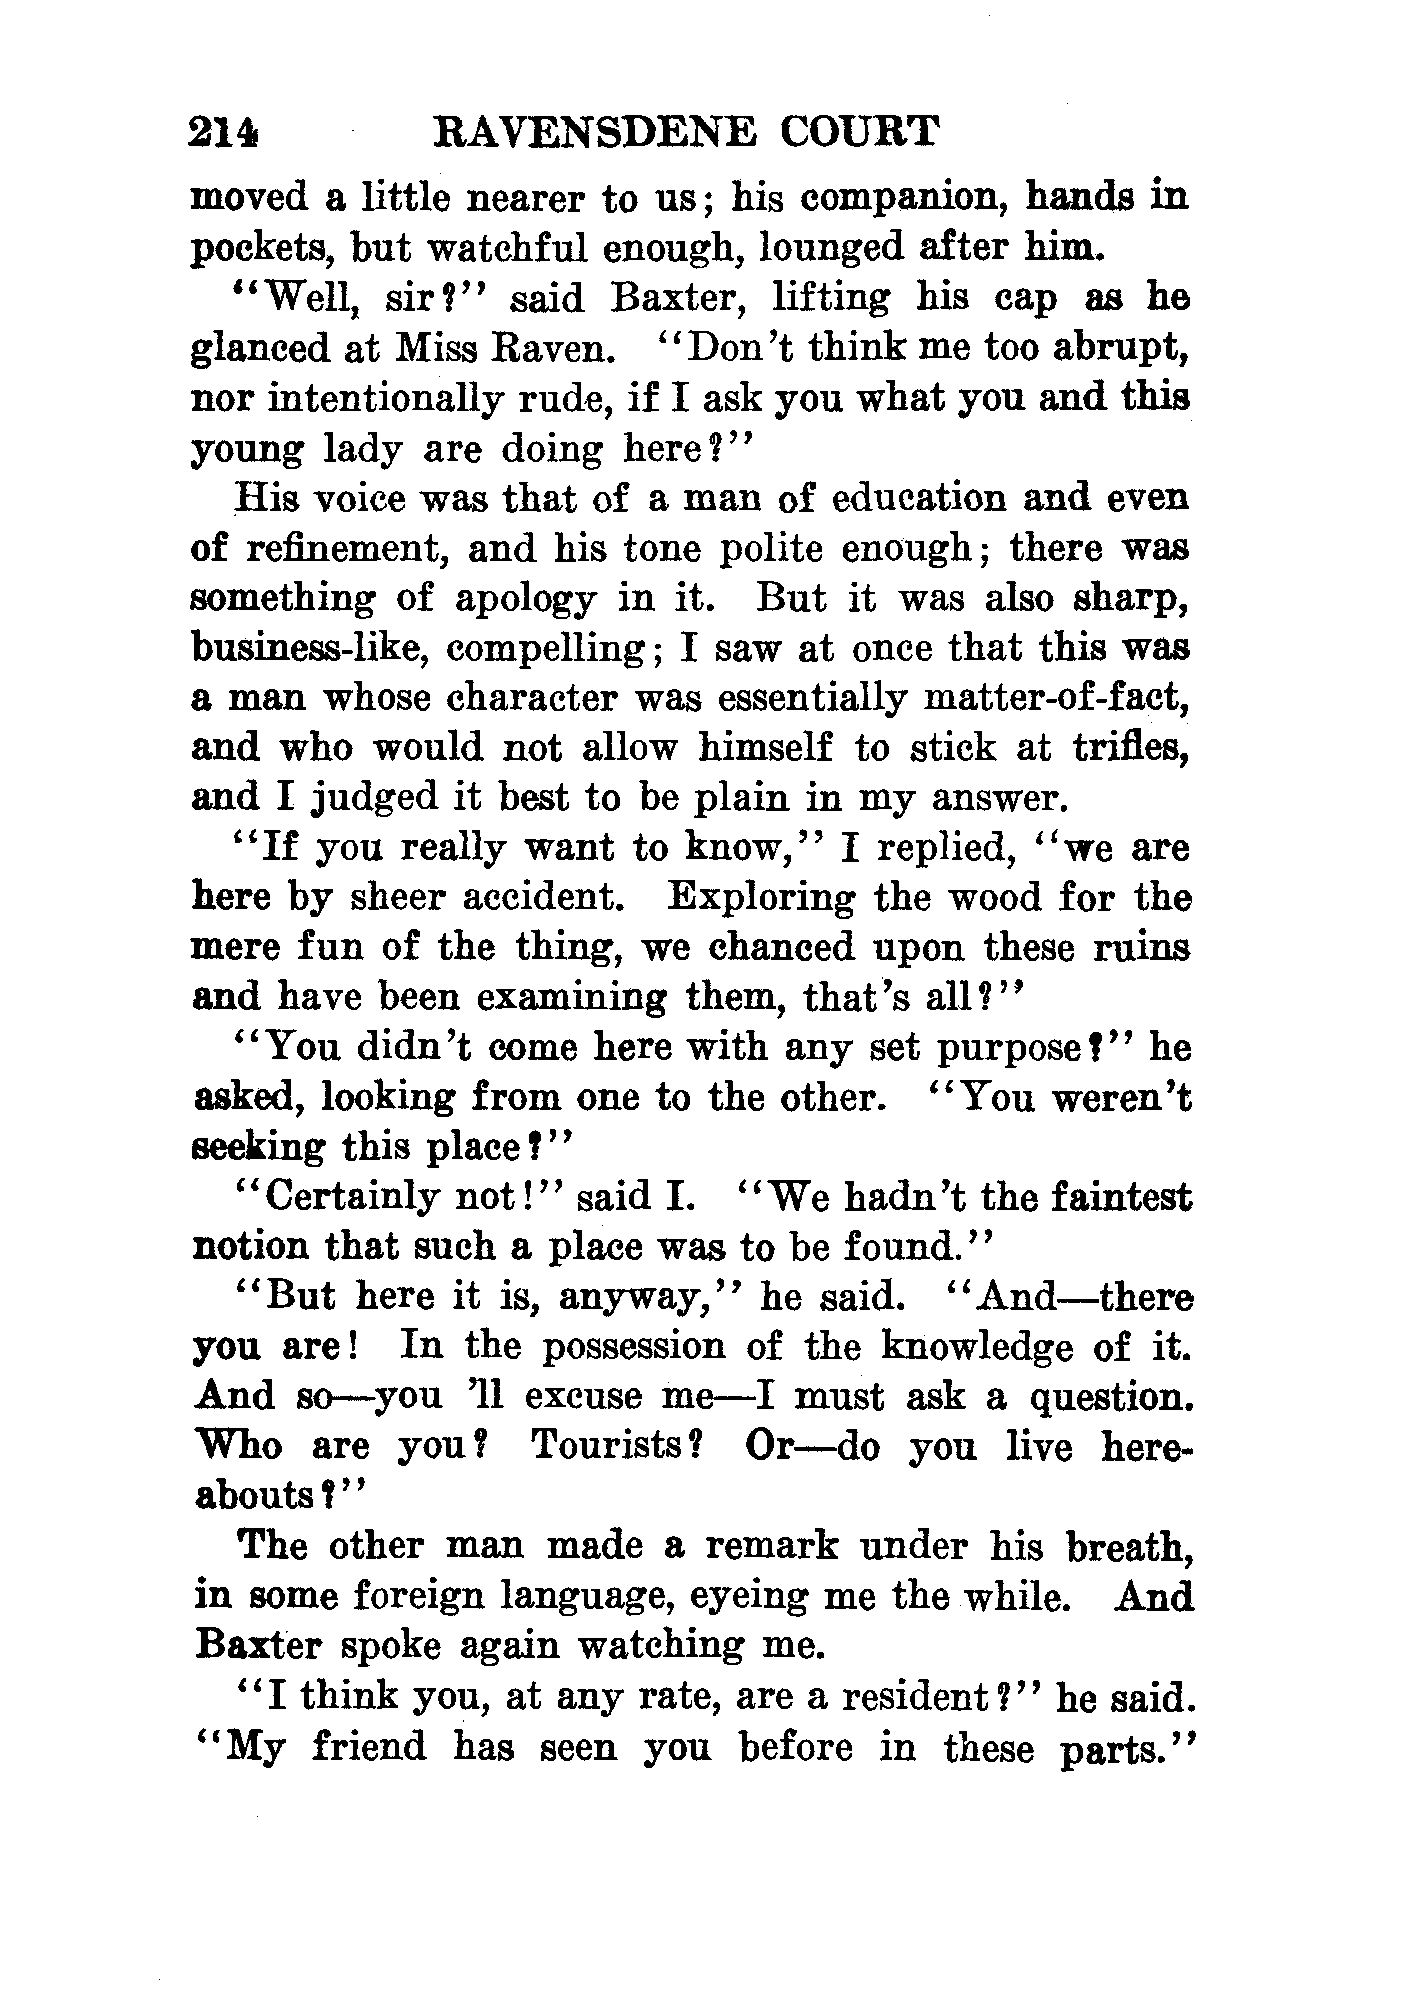 214 RAVENSDENE COURT
moved a little nearer to us; his companion, hands in
pockets, but watchful enough, lounged after him.
"Well, sir?" said Baxter, lifting his cap as he
glanced at Miss Raven. "Don't think me too abrupt,
nor intentionally rude, if I ask you what you and this
young lady are doing here?"
His voice was that of a man of education and even
of refinement, and his tone polite enough; there was
something of apology in it. But it was also sharp,
business-like, compelling; I saw at once that this was
a man whose character was essentially matter-of-fact,
and who would not allow himself to stick at trifles,
and I judged it best to be plain in my answer.
"If you really want to know," I replied, "we are
here by sheer accident. Exploring the wood for the
mere fun of the thing, we chanced upon these ruins
and have been examining them, that's all?"
"You didn't come here with any set purpose?" he
asked, looking from one to the other. "You weren't
seeking this place?"
"Certainly not!" said I. "We hadn't the faintest
notion that such a place was to be found."
"But here it is, anyway," he said. "And—there
you are! In the possession of the knowledge of it.
And so—you 'll excuse me—I must ask a question.
Who are you? Tourists? Or—do you live here-
abouts?"
The other man made a remark under his breath,
in some foreign language, eyeing me the while. And
Baxter spoke again watching me.
"I think you, at any rate, are a resident?" he said.
"My friend has seen you before in these parts."